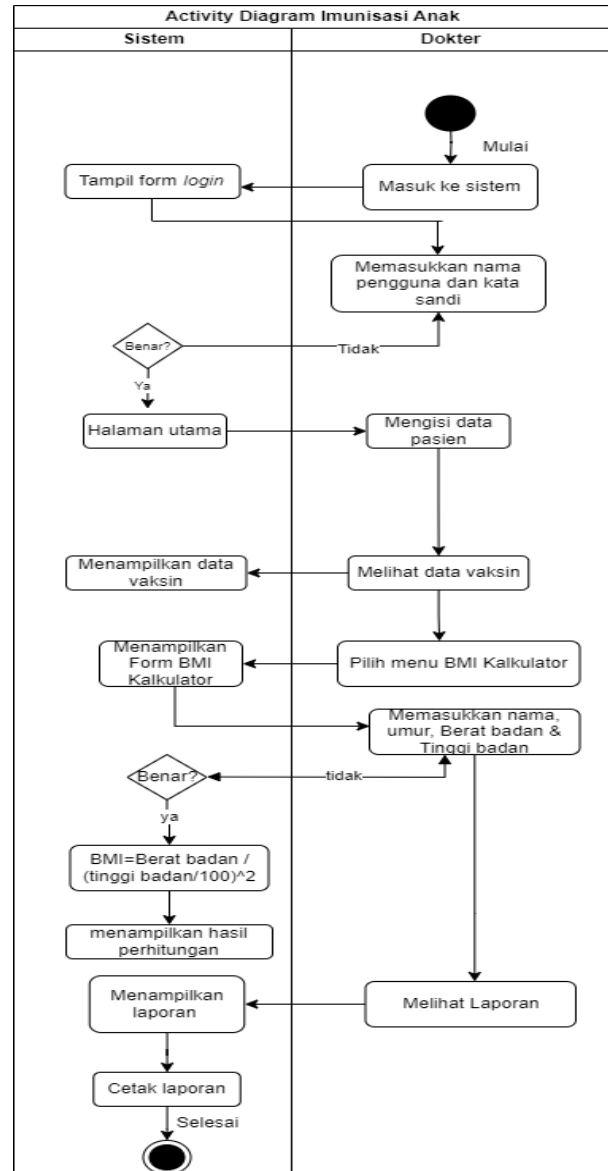 Activity Diagram Imunisasi Anak
Sistem
Dokter
Mulai
Tampil form login
Masuk ke sistem
Memasukkan nama
pengguna dan kata
sandi
Benar?
Tidak
Ya
Halaman utama
Mengisi data
pasien
Menampilkan data
vaksin
Melihat data vaksin
Menampilkan
Form BMI
Kalkulator
Pilih menu BMI Kalkulator
Memasukkan nama,
umur, Berat badan &
Tinggi badan
Benar?
tidak
ya
BMI=Berat badan /
(tinggi badan/100)^2
menampilkan hasil
perhitungan
Menampilkan
laporan
Melihat Laporan
Cetak laporan
Selesai